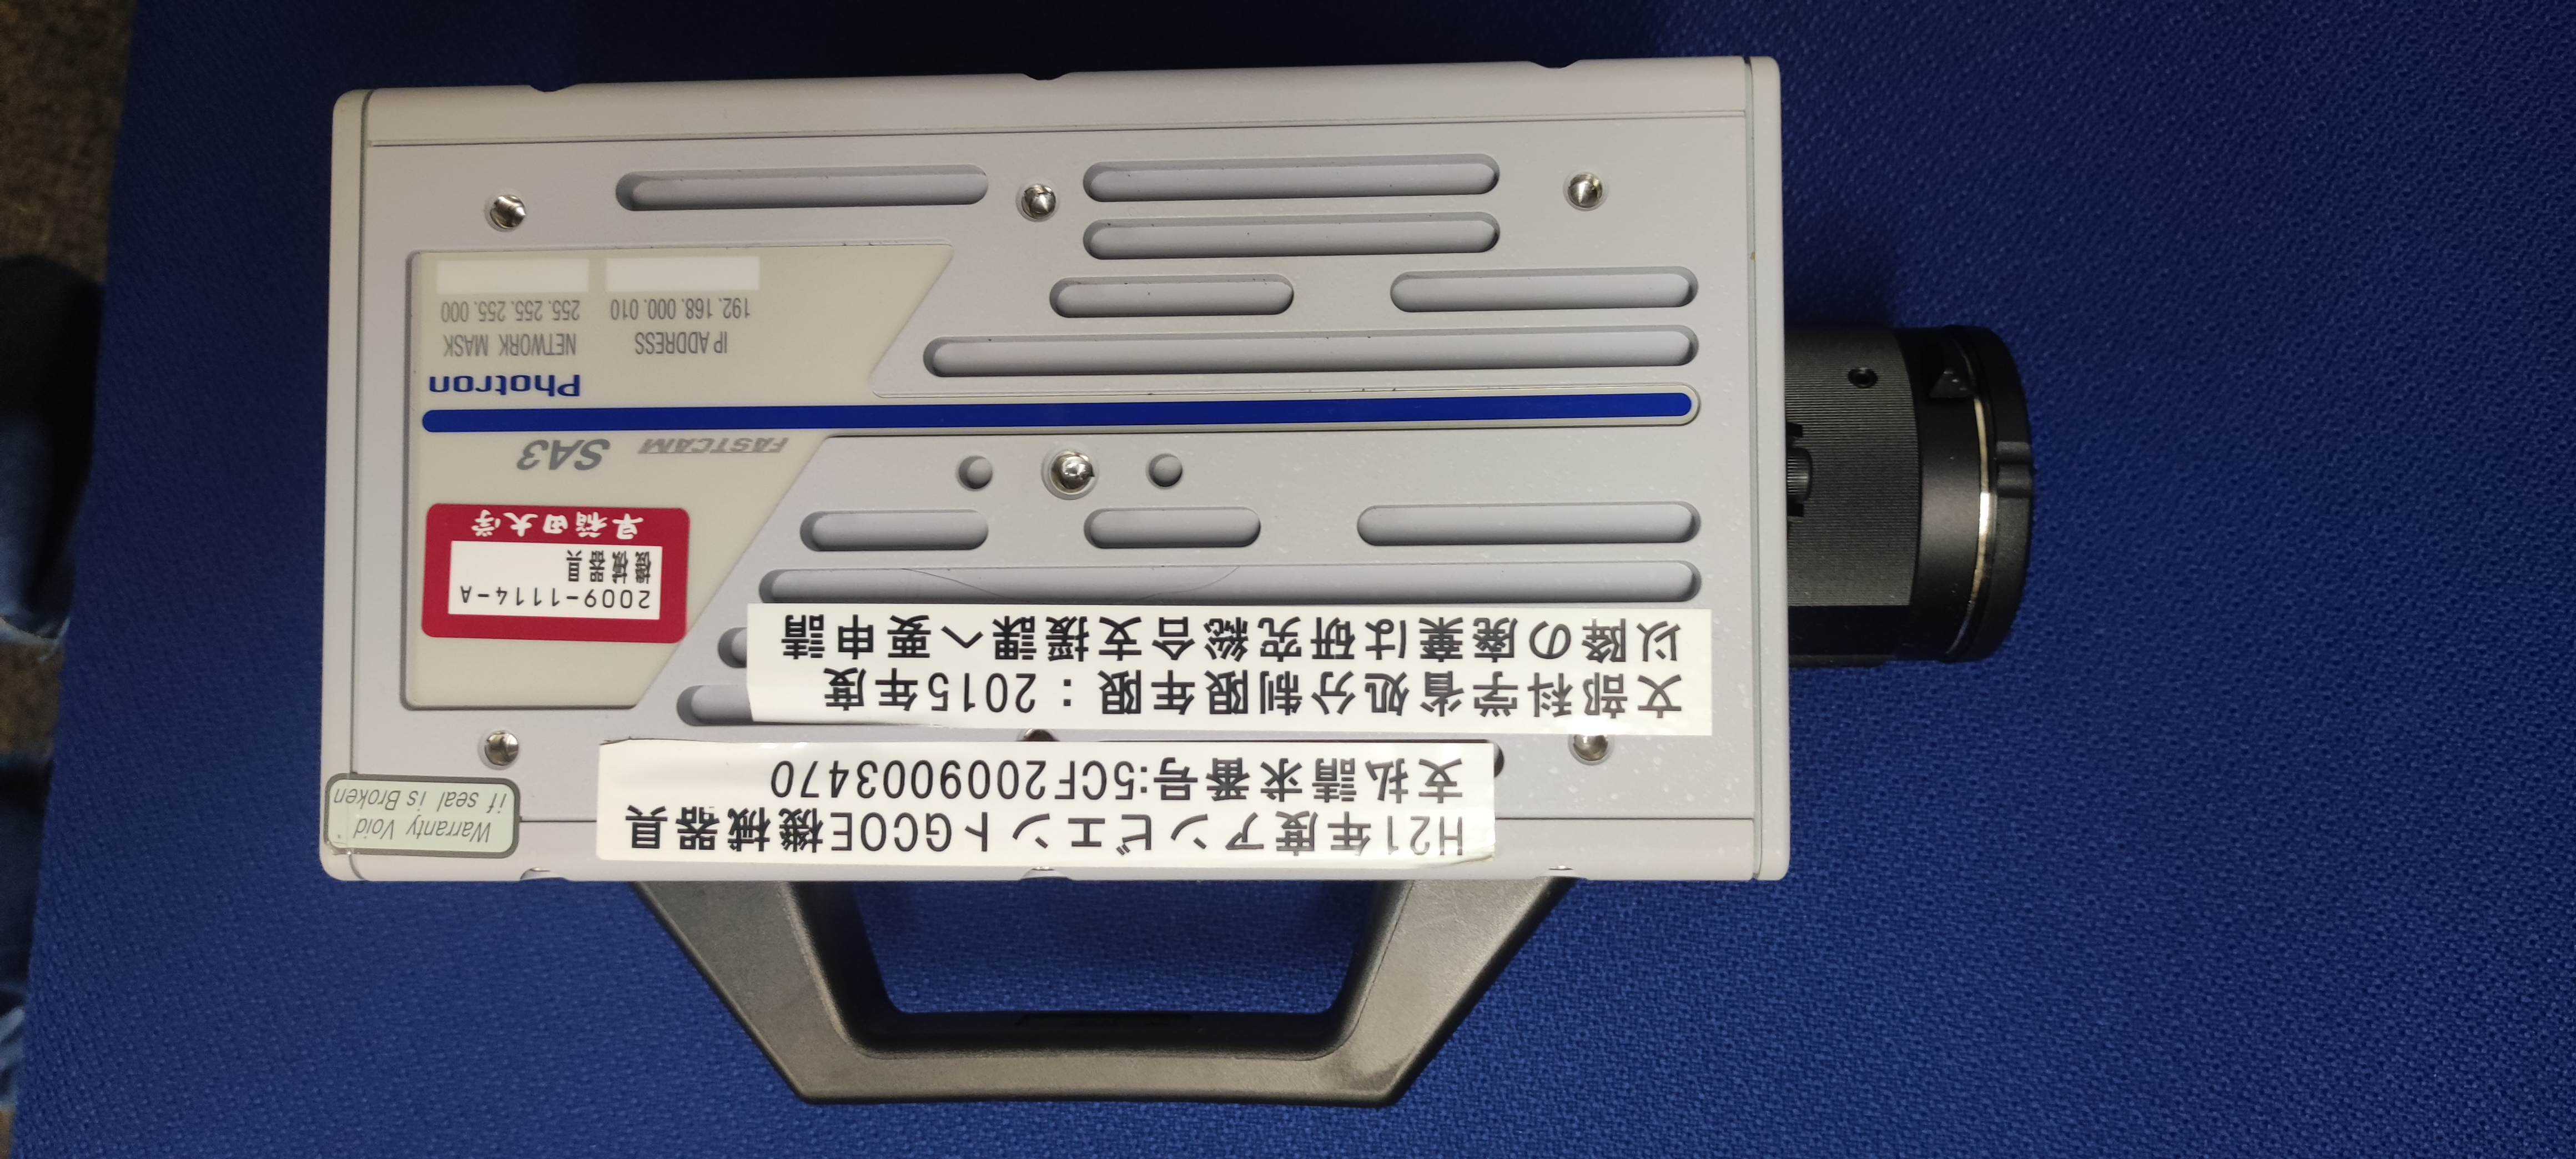 Warranty Void
if seal is Broken
H21年度アンビエントGCOE機械器具
支払請求番号:5CF2009003470
文部科学省処分制限年限：2015年度
以降の廃棄は研究総合支援課へ要申請
2009-1114-A
機械器具
早稲田大学
FASTCAM SA3
Photron
IP ADDRESS
192. 168. 000. 010
NETWORK MASK
255. 255. 255. 000